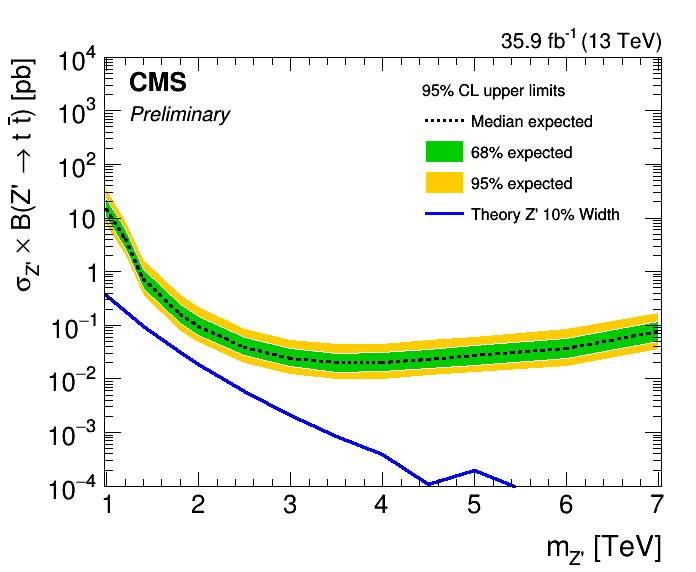 35.9 fb⁻¹ (13 TeV)
CMS
Preliminary
95% CL upper limits
Median expected
68% expected
95% expected
Theory Z' 10% Width
σ_Z' × B(Z' → t t̄) [pb]
10⁴
10³
10²
10
1
10⁻¹
10⁻²
10⁻³
10⁻⁴
1 2 3 4 5 6 7
m_Z' [TeV]